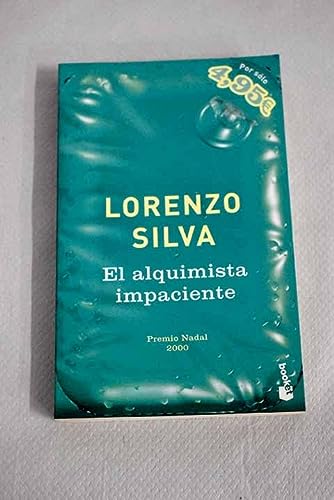 Por sólo
4,95€
LORENZO
SILVA
El alquimista
impaciente
Premio Nadal
2000
booket